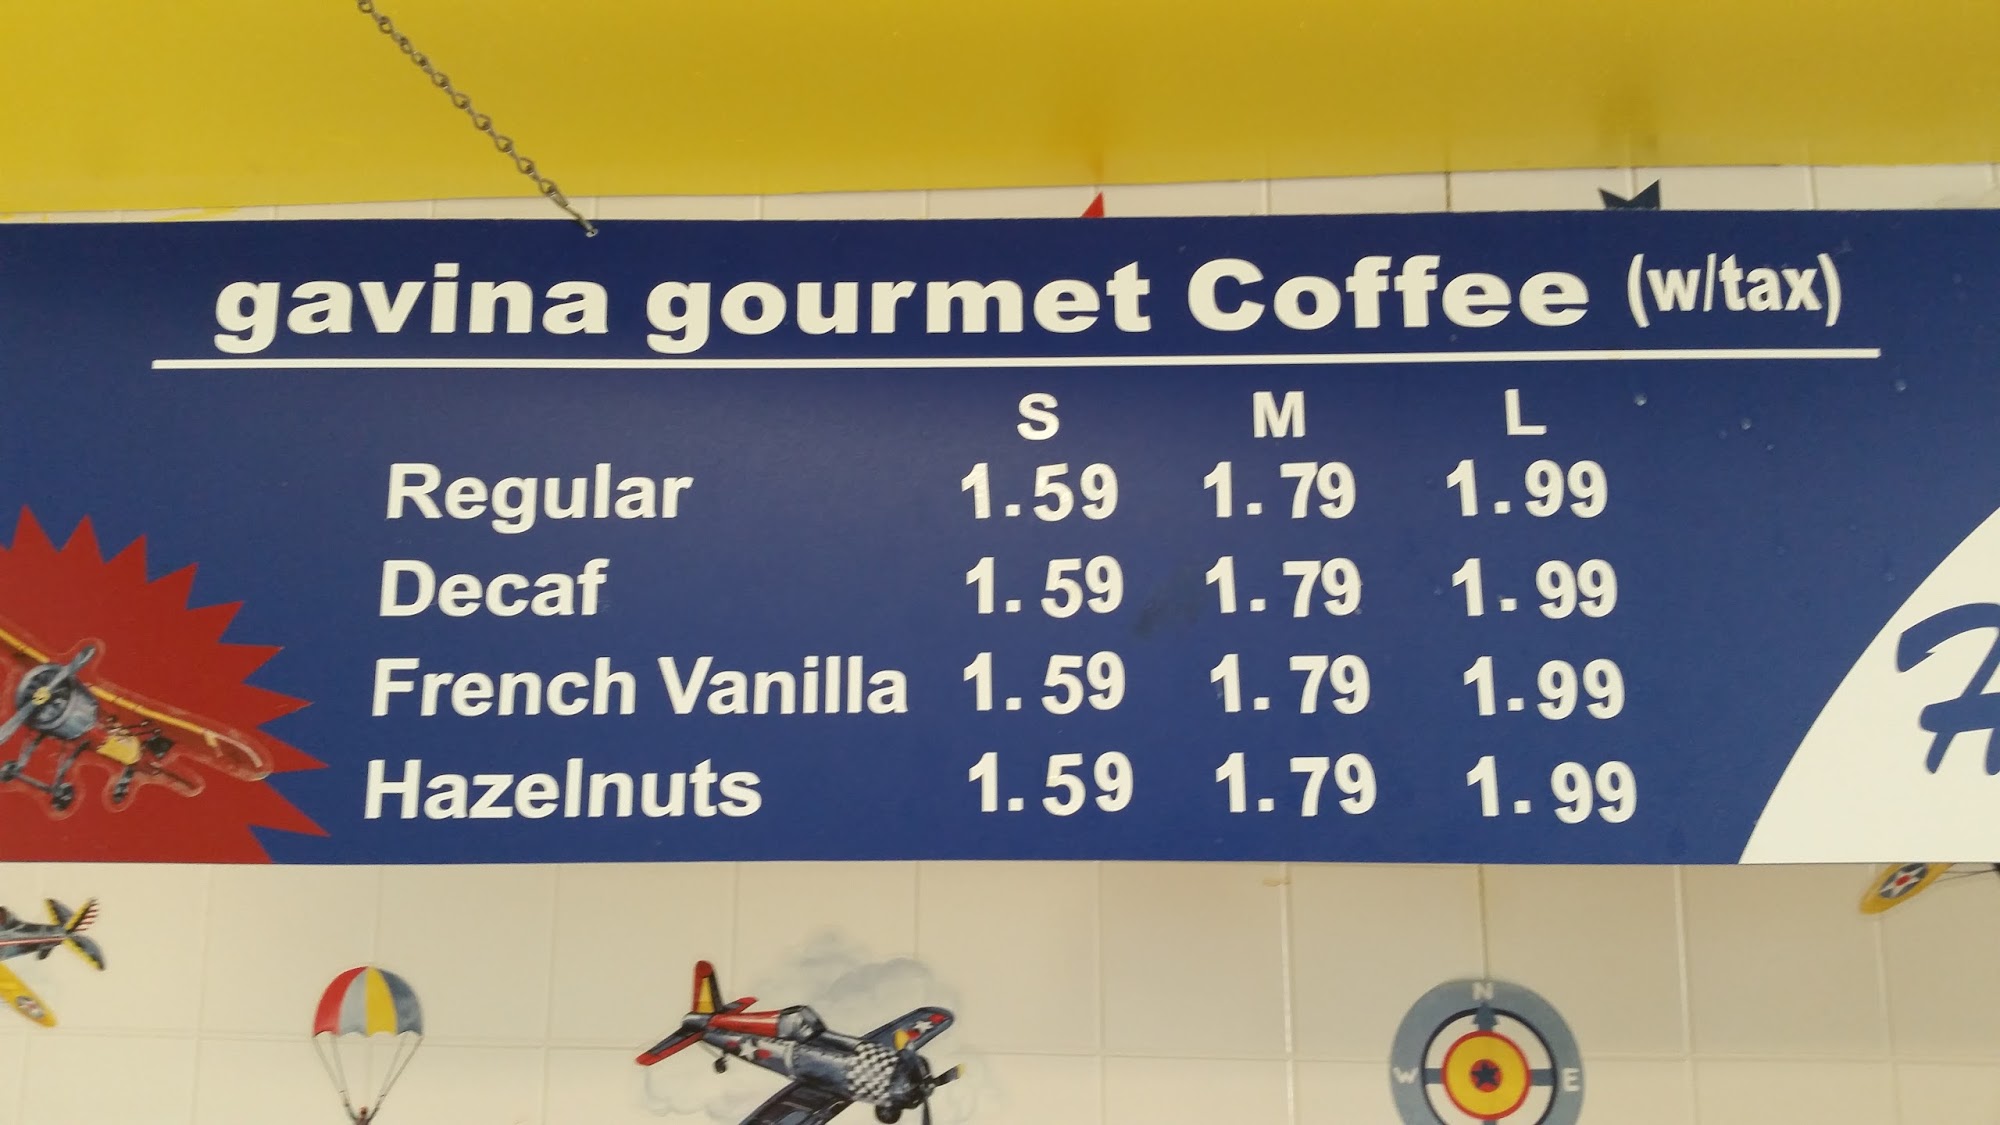 gavina gourmet Coffee (w/tax)
S M L
Regular 1.59 1.79 1.99
Decaf 1.59 1.79 1.99
French Vanilla 1.59 1.79 1.99
Hazelnuts 1.59 1.79 1.99
N
W E